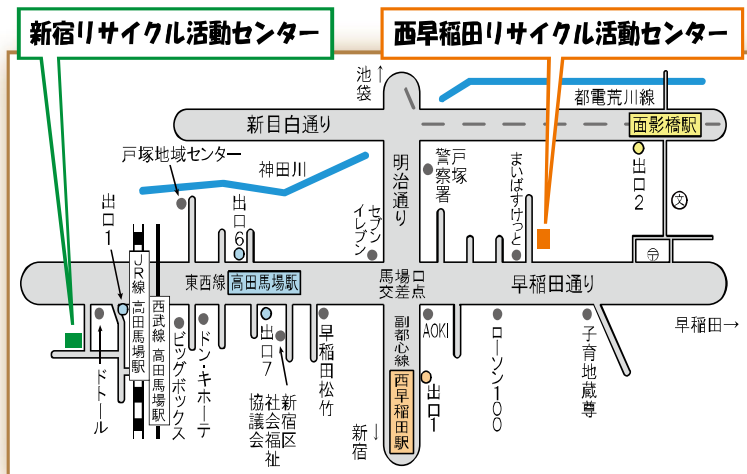 新宿リサイクル活動センター
西早稲田リサイクル活動センター
池袋↑
都電荒川線
新目白通り
面影橋駅
戸塚地域センター
神田川
明治通り
戸塚警察署
まいばすけっと
出口2
文
出口1
出口6
セブンイレブン
〒
JR線 高田馬場駅
東西線
高田馬場駅
馬場口交差点
早稲田通り
早稲田→
西武線 高田馬場駅
ドトール
ビッグボックス
ドン・キホーテ
出口7
新宿区社会福祉協議会
早稲田松竹
副都心線
AOKI
ローソン100
子育地蔵尊
西早稲田駅
出口1
新宿↓